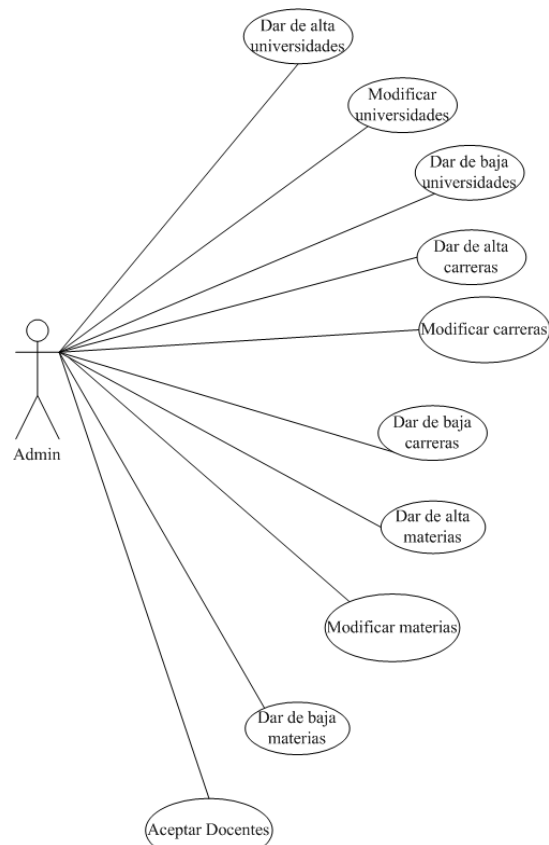 Dar de alta
universidades
Modificar
universidades
Dar de baja
universidades
Dar de alta
carreras
Modificar carreras
Admin
Dar de baja
carreras
Dar de alta
materias
Modificar materias
Dar de baja
materias
Aceptar Docentes